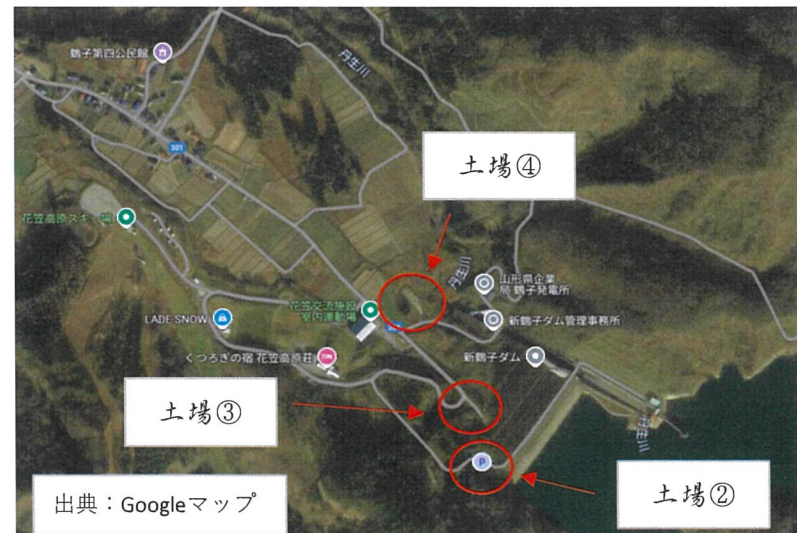 鶴子第四公民館
丹生川
301
土場④
花笠高原スキー場
丹生川
山形県企業
局 鶴子発電所
花笠交流施設
室内運動場
LADE SNOW
新鶴子ダム管理事務所
くつろぎの宿 花笠高原荘
新鶴子ダム
土場③
丹生川
P
土場②
出典：Googleマップ